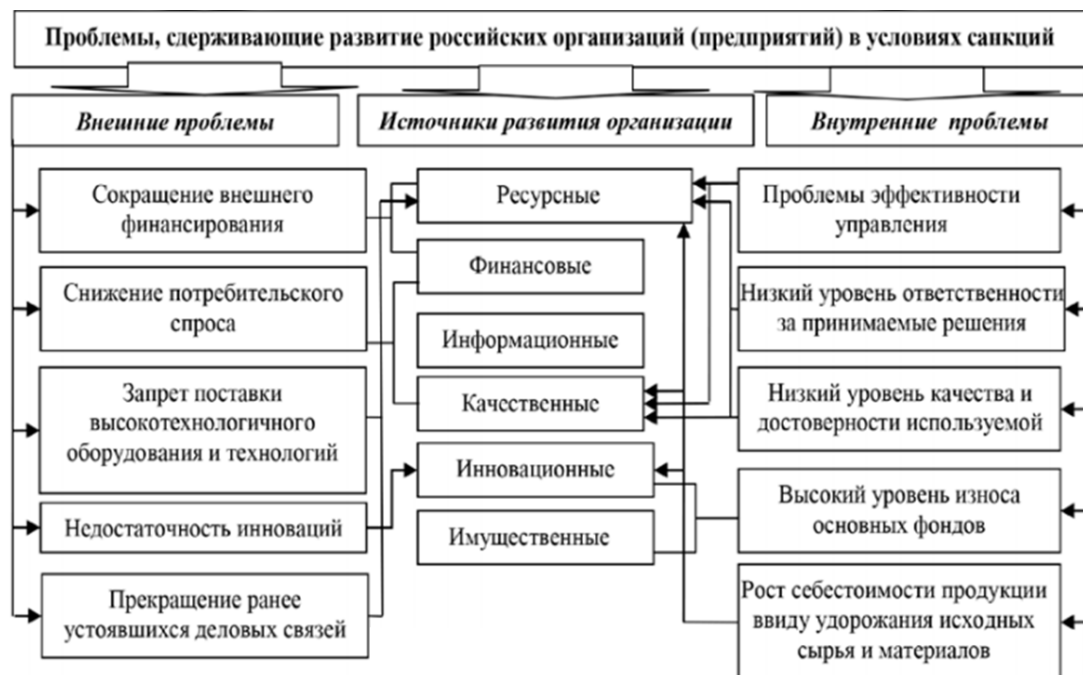 Проблемы, сдерживающие развитие российских организаций (предприятий) в условиях санкций
Внешние проблемы
Источники развития организации
Внутренние проблемы
Сокращение внешнего
финансирования
Снижение потребительского
спроса
Запрет поставки
высокотехнологичного
оборудования и технологий
Недостаточность инноваций
Прекращение ранее
устоявшихся деловых связей
Ресурсные
Финансовые
Информационные
Качественные
Инновационные
Имущественные
Проблемы эффективности
управления
Низкий уровень ответственности
за принимаемые решения
Низкий уровень качества и
достоверности используемой
Высокий уровень износа
основных фондов
Рост себестоимости продукции
ввиду удорожания исходных
сырья и материалов